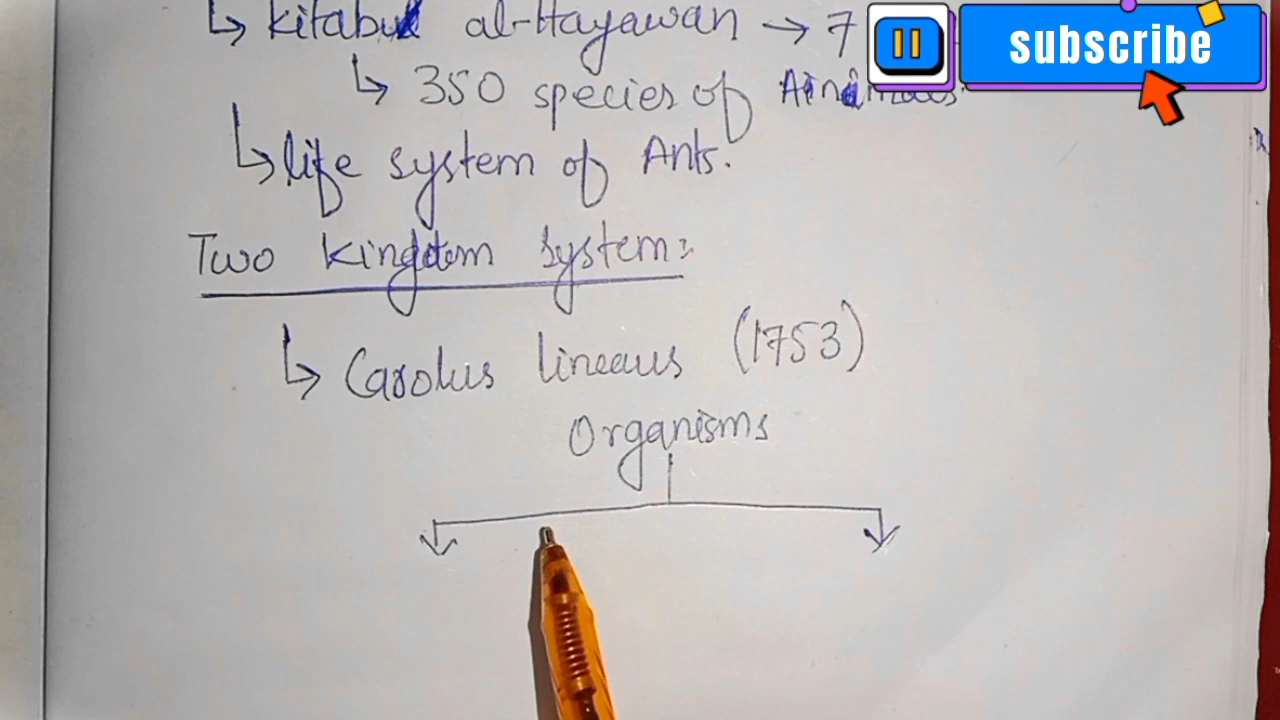 ↳ Kitabul al-Hayawan → 7
subscribe
↳ 350 species of Animals
↳ life system of Ants.
Two kingdom system:
↳ Carolus lineaus (1753)
Organisms